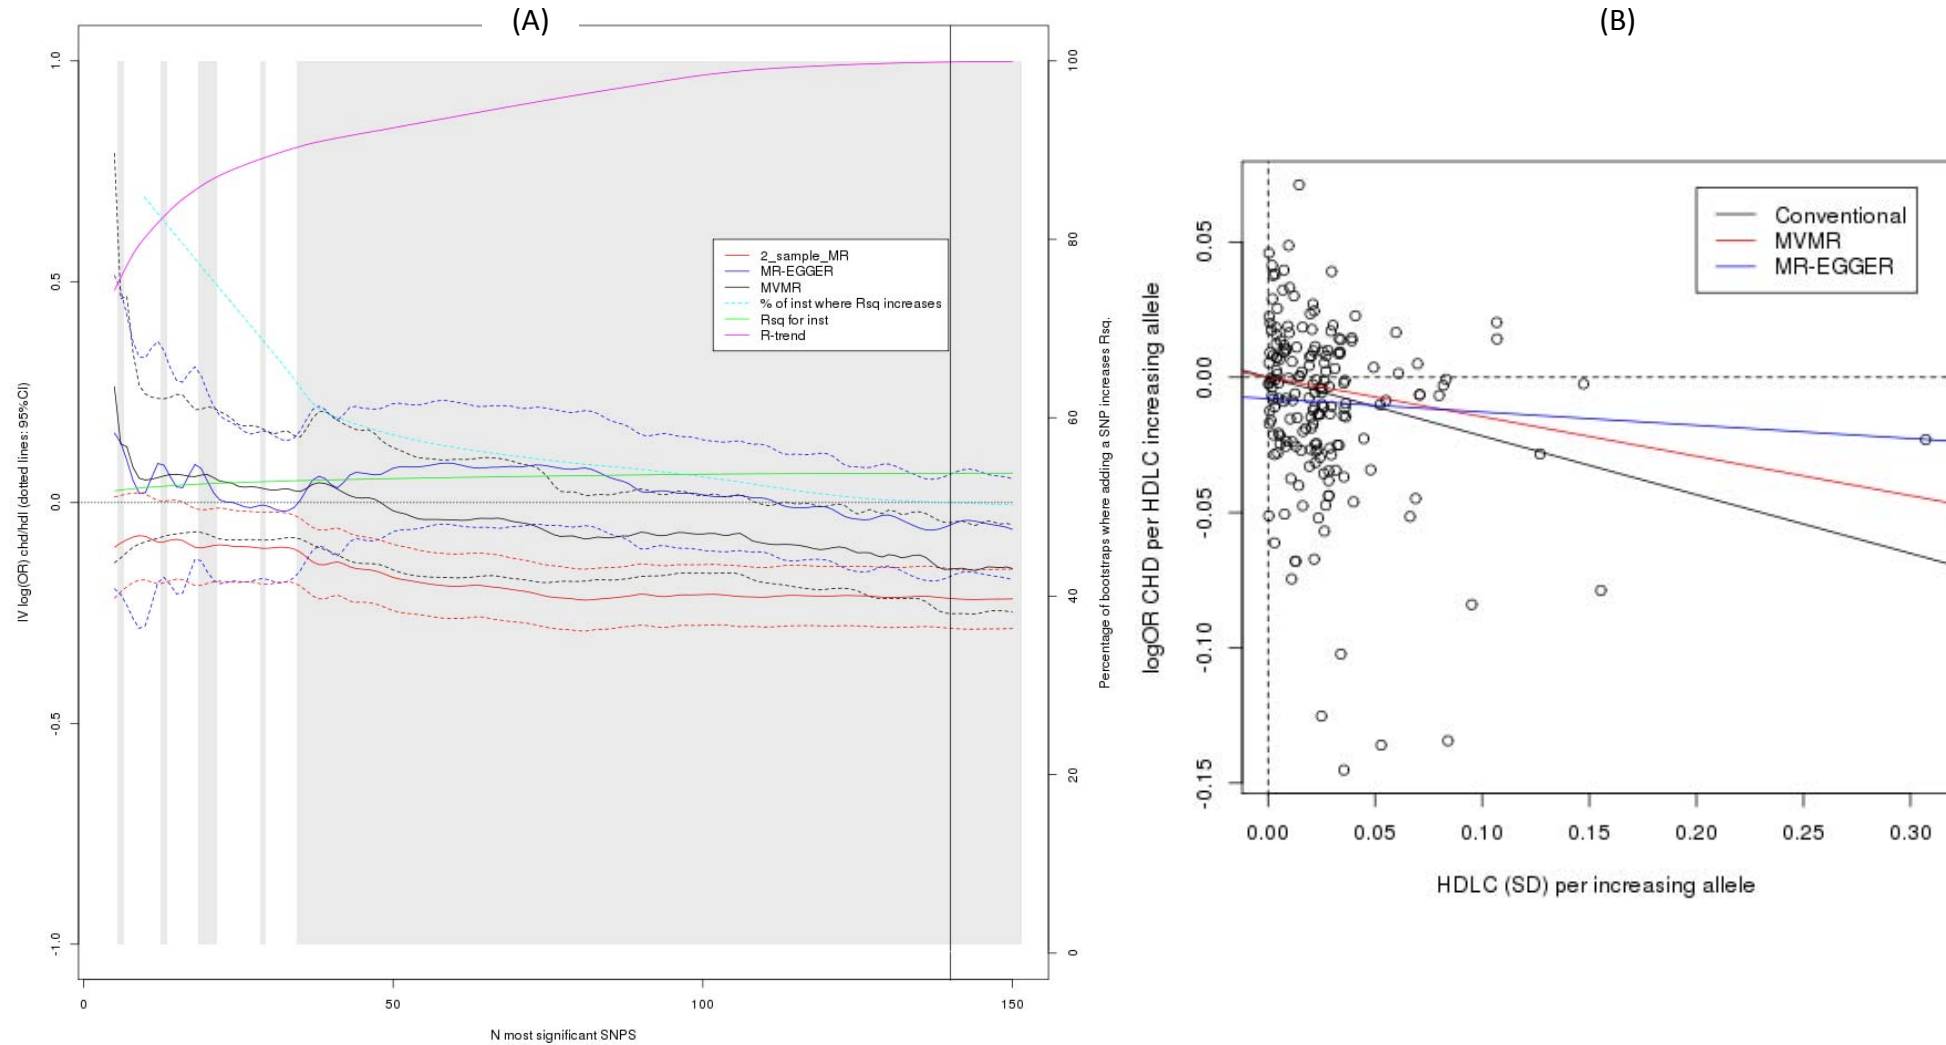 (A)
1.0
0.5
0.0
-0.5
-1.0
IV log(OR) chd/hdl (dotted lines: 95%CI)
2_sample_MR
MR-EGGER
MVMR
% of inst where Rsq increases
Rsq for inst
R-trend
100
80
60
40
20
0
Percentage of bootstraps where adding a SNP increases Rsq.
0
50
100
150
N most significant SNPS
(B)
0.05
0.00
-0.05
-0.10
-0.15
logOR CHD per HDLC increasing allele
Conventional
MVMR
MR-EGGER
0.00
0.05
0.10
0.15
0.20
0.25
0.30
HDLC (SD) per increasing allele